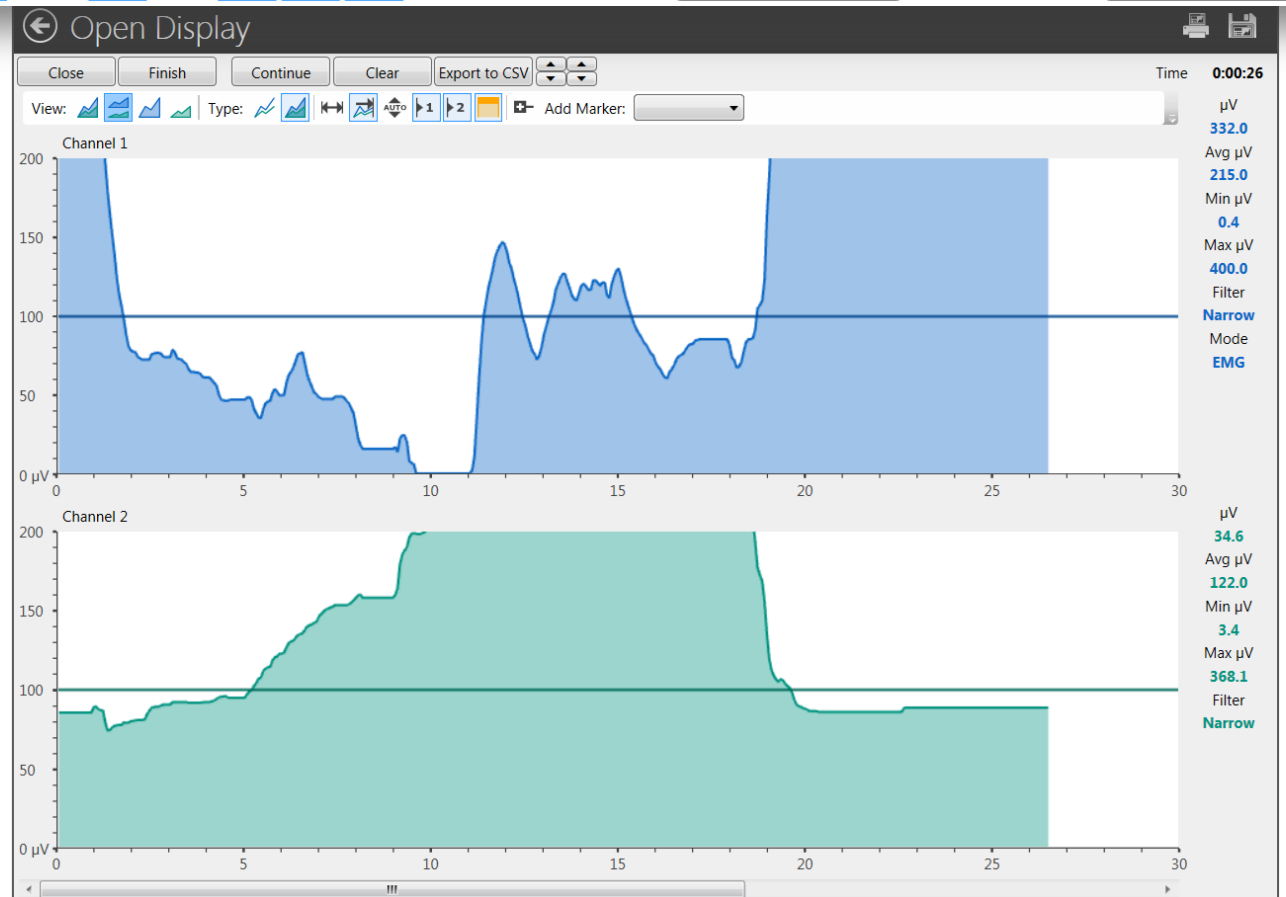 Open Display
Close Finish Continue Clear Export to CSV Time 0:00:26
View: Type: AUTO 1 2 Add Marker:
Channel 1
200
150
100
50
0 µV
0 5 10 15 20 25 30
µV
332.0
Avg µV
215.0
Min µV
0.4
Max µV
400.0
Filter
Narrow
Mode
EMG
Channel 2
200
150
100
50
0 µV
0 5 10 15 20 25 30
µV
34.6
Avg µV
122.0
Min µV
3.4
Max µV
368.1
Filter
Narrow